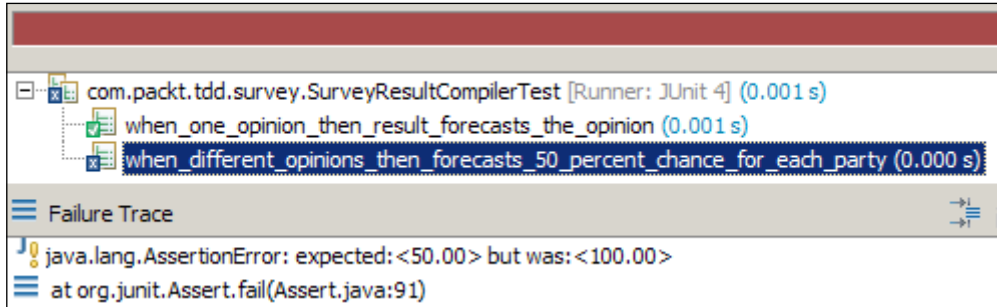 com.packt.tdd.survey.SurveyResultCompilerTest [Runner: JUnit 4] (0.001 s)
when_one_opinion_then_result_forecasts_the_opinion (0.001 s)
when_different_opinions_then_forecasts_50_percent_chance_for_each_party (0.000 s)
Failure Trace
java.lang.AssertionError: expected:<50.00> but was:<100.00>
at org.junit.Assert.fail(Assert.java:91)